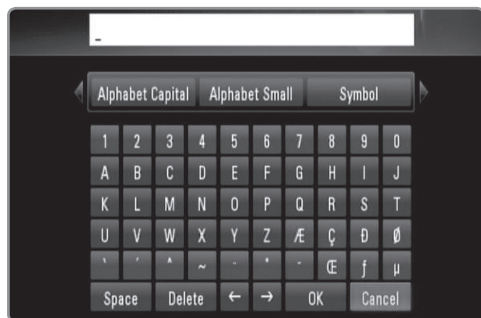 _
Alphabet Capital Alphabet Small Symbol
1 2 3 4 5 6 7 8 9 0
A B C D E F G H I J
K L M N O P Q R S T
U V W X Y Z Æ Ç Ð Ø
` ´ ^ ~ Œ ƒ µ
Space Delete ← → OK Cancel